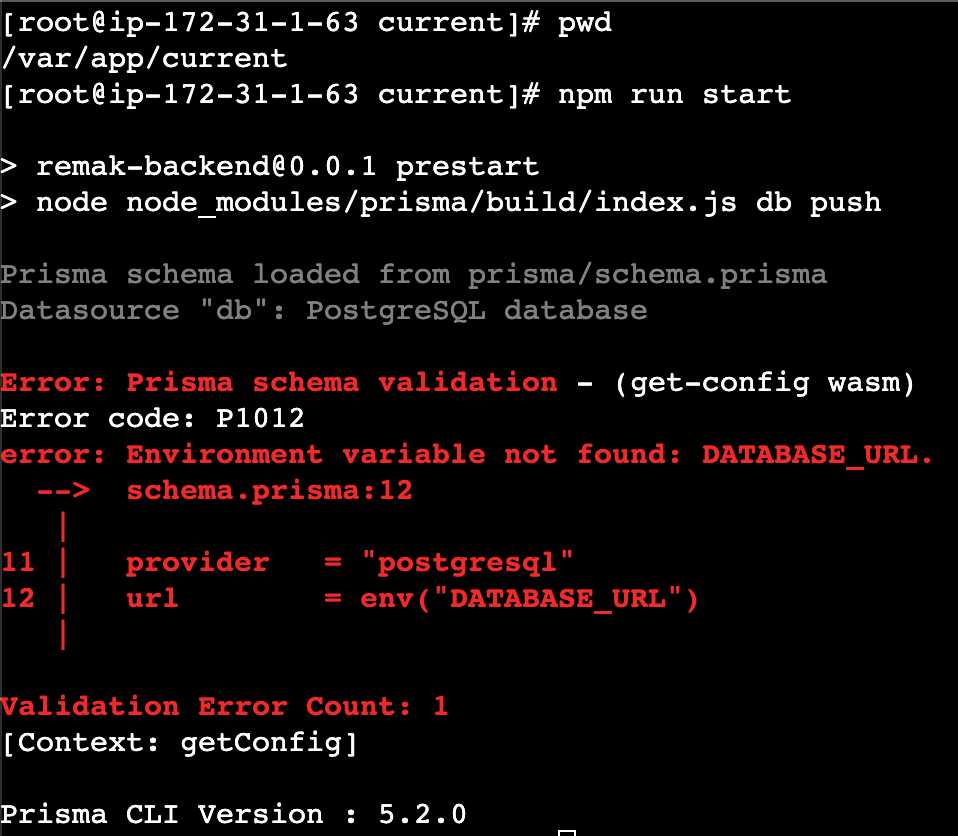 [root@ip-172-31-1-63 current]# pwd
/var/app/current
[root@ip-172-31-1-63 current]# npm run start
> remak-backend@0.0.1 prestart
> node node_modules/prisma/build/index.js db push
Prisma schema loaded from prisma/schema.prisma
Datasource "db": PostgreSQL database
Error: Prisma schema validation - (get-config wasm)
Error code: P1012
error: Environment variable not found: DATABASE_URL.
  -->  schema.prisma:12
   |
11 |   provider   = "postgresql"
12 |   url        = env("DATABASE_URL")
   |
Validation Error Count: 1
[Context: getConfig]
Prisma CLI Version : 5.2.0